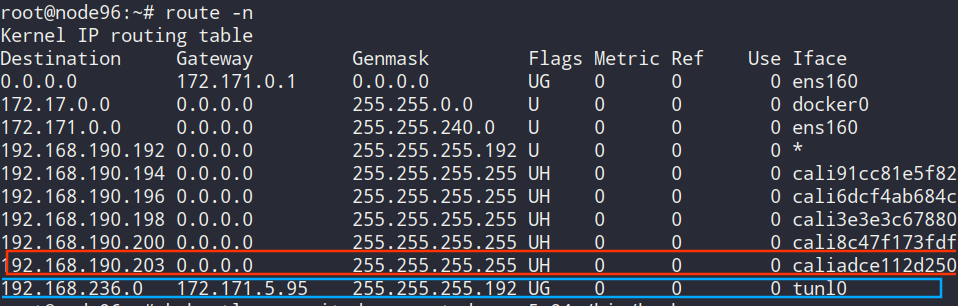 root@node96:~# route -n
Kernel IP routing table
Destination Gateway Genmask Flags Metric Ref Use Iface
0.0.0.0 172.171.0.1 0.0.0.0 UG 0 0 0 ens160
172.17.0.0 0.0.0.0 255.255.0.0 U 0 0 0 docker0
172.171.0.0 0.0.0.0 255.255.240.0 U 0 0 0 ens160
192.168.190.192 0.0.0.0 255.255.255.192 U 0 0 0 *
192.168.190.194 0.0.0.0 255.255.255.255 UH 0 0 0 cali91cc81e5f82
192.168.190.196 0.0.0.0 255.255.255.255 UH 0 0 0 cali6dcf4ab684c
192.168.190.198 0.0.0.0 255.255.255.255 UH 0 0 0 cali3e3e3c67880
192.168.190.200 0.0.0.0 255.255.255.255 UH 0 0 0 cali8c47f173fdf
192.168.190.203 0.0.0.0 255.255.255.255 UH 0 0 0 caliadce112d250
192.168.236.0 172.171.5.95 255.255.255.192 UG 0 0 0 tunl0